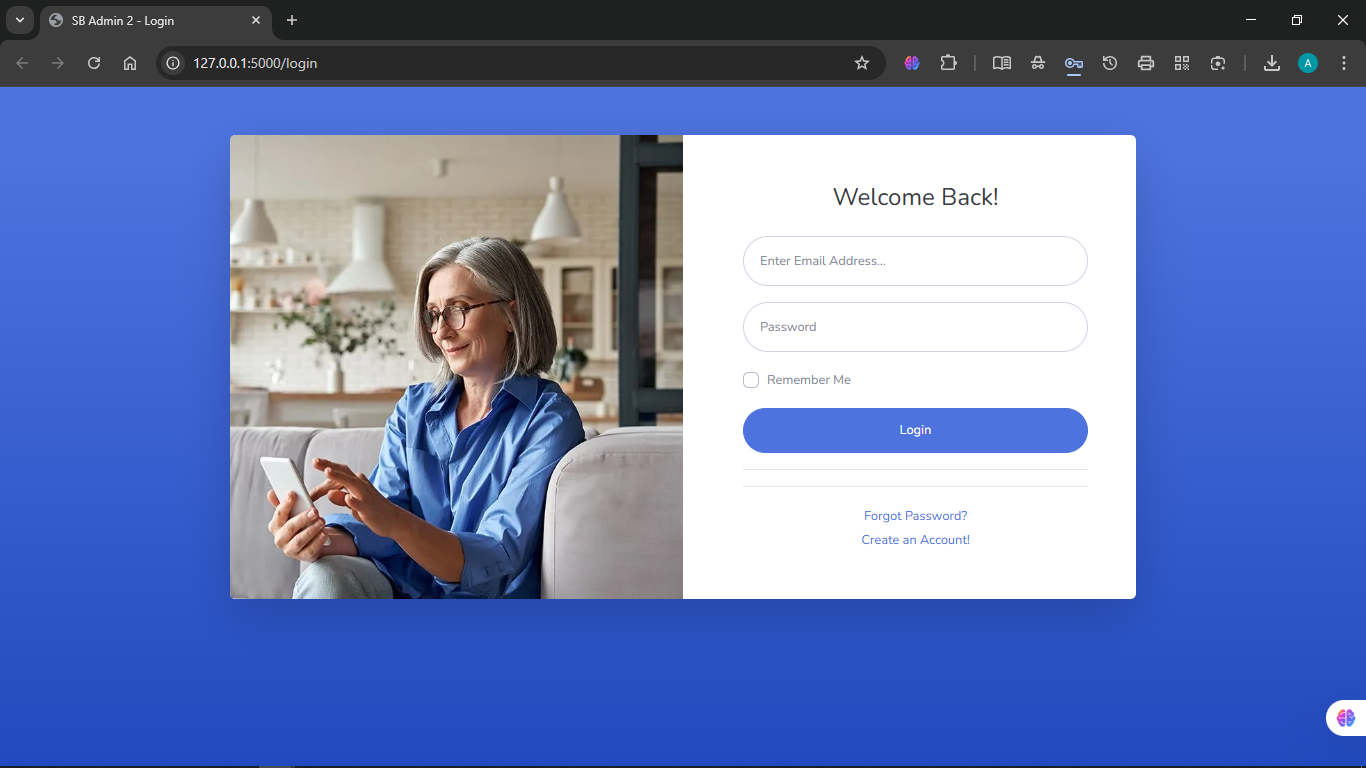 SB Admin 2 - Login
127.0.0.1:5000/login
A
Welcome Back!
Enter Email Address...
Password
Remember Me
Login
Forgot Password?
Create an Account!